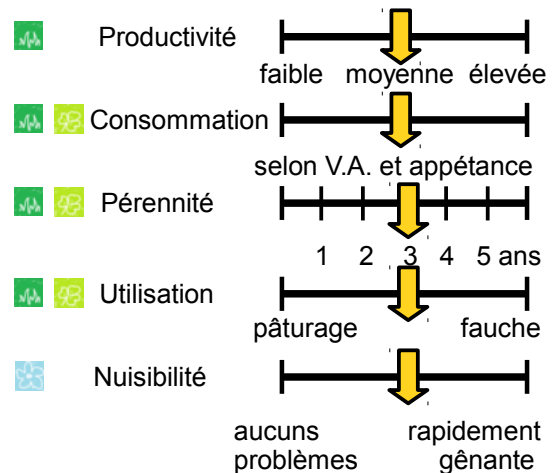 Productivité
faible moyenne élevée
Consommation
selon V.A. et appétance
Pérennité
1 2 3 4 5 ans
Utilisation
pâturage fauche
Nuisibilité
aucuns rapidement
problèmes gênante